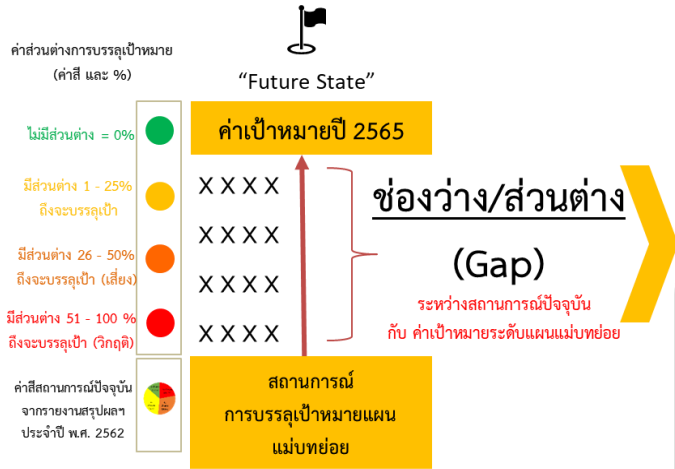 ค่าส่วนต่างการบรรลุเป้าหมาย
(ค่าสี และ %)
"Future State"
ไม่มีส่วนต่าง = 0%
ค่าเป้าหมายปี 2565
มีส่วนต่าง 1 - 25%
ถึงจะบรรลุเป้า
X X X X
มีส่วนต่าง 26 - 50%
ถึงจะบรรลุเป้า (เสี่ยง)
X X X X
X X X X
มีส่วนต่าง 51 - 100 %
ถึงจะบรรลุเป้า (วิกฤติ)
X X X X
ช่องว่าง/ส่วนต่าง
(Gap)
ระหว่างสถานการณ์ปัจจุบัน
กับ ค่าเป้าหมายระดับแผนแม่บทย่อย
ค่าสีสถานการณ์ปัจจุบัน
จากรายงานสรุปผลฯ
ประจำปี พ.ศ. 2562
สถานการณ์
การบรรลุเป้าหมายแผน
แม่บทย่อย